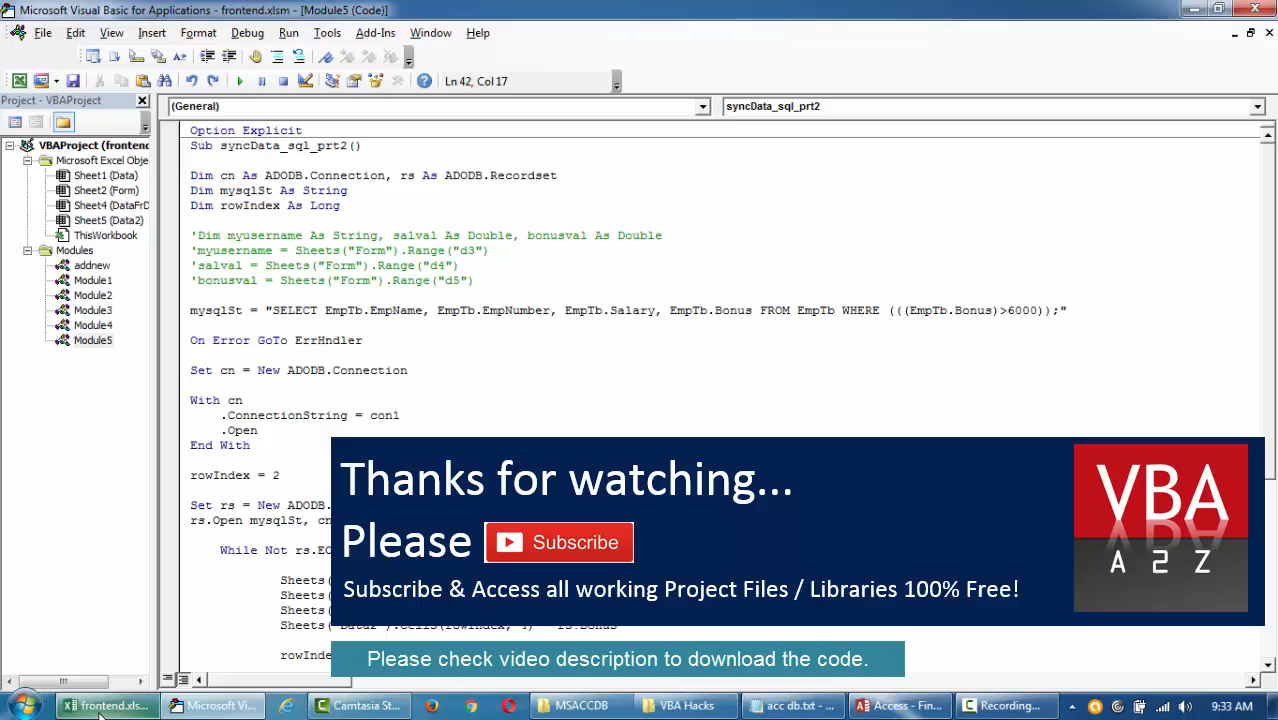 Microsoft Visual Basic for Applications - frontend.xlsm - [Module5 (Code)]
File Edit View Insert Format Debug Run Tools Add-Ins Window Help
Ln 42, Col 17
Project - VBAProject
(General)
syncData_sql_prt2
VBAProject (frontend
Microsoft Excel Obje
Sheet1 (Data)
Sheet2 (Form)
Sheet4 (DataFrD
Sheet5 (Data2)
ThisWorkbook
Modules
addnew
Module1
Module2
Module3
Module4
Module5
Option Explicit
Sub syncData_sql_prt2()
Dim cn As ADODB.Connection, rs As ADODB.Recordset
Dim mysqlSt As String
Dim rowIndex As Long
'Dim myusername As String, salval As Double, bonusval As Double
'myusername = Sheets("Form").Range("d3")
'salval = Sheets("Form").Range("d4")
'bonusval = Sheets("Form").Range("d5")
mysqlSt = "SELECT EmpTb.EmpName, EmpTb.EmpNumber, EmpTb.Salary, EmpTb.Bonus FROM EmpTb WHERE (((EmpTb.Bonus)>6000));"
On Error GoTo ErrHndler
Set cn = New ADODB.Connection
With cn
.ConnectionString = con1
.Open
End With
rowIndex = 2
Set rs = New ADODB.
rs.Open mysqlSt, cn
While Not rs.EO
Sheets(
Sheets(
Sheets(
Sheets(
rowInde
Thanks for watching...
Please Subscribe
Subscribe & Access all working Project Files / Libraries 100% Free!
VBA
A 2 Z
Please check video description to download the code.
frontend.xls...
Microsoft Vi...
Camtasia St...
MSACCDB
VBA Hacks
acc db.txt - ...
Access - Fin...
Recording...
9:33 AM